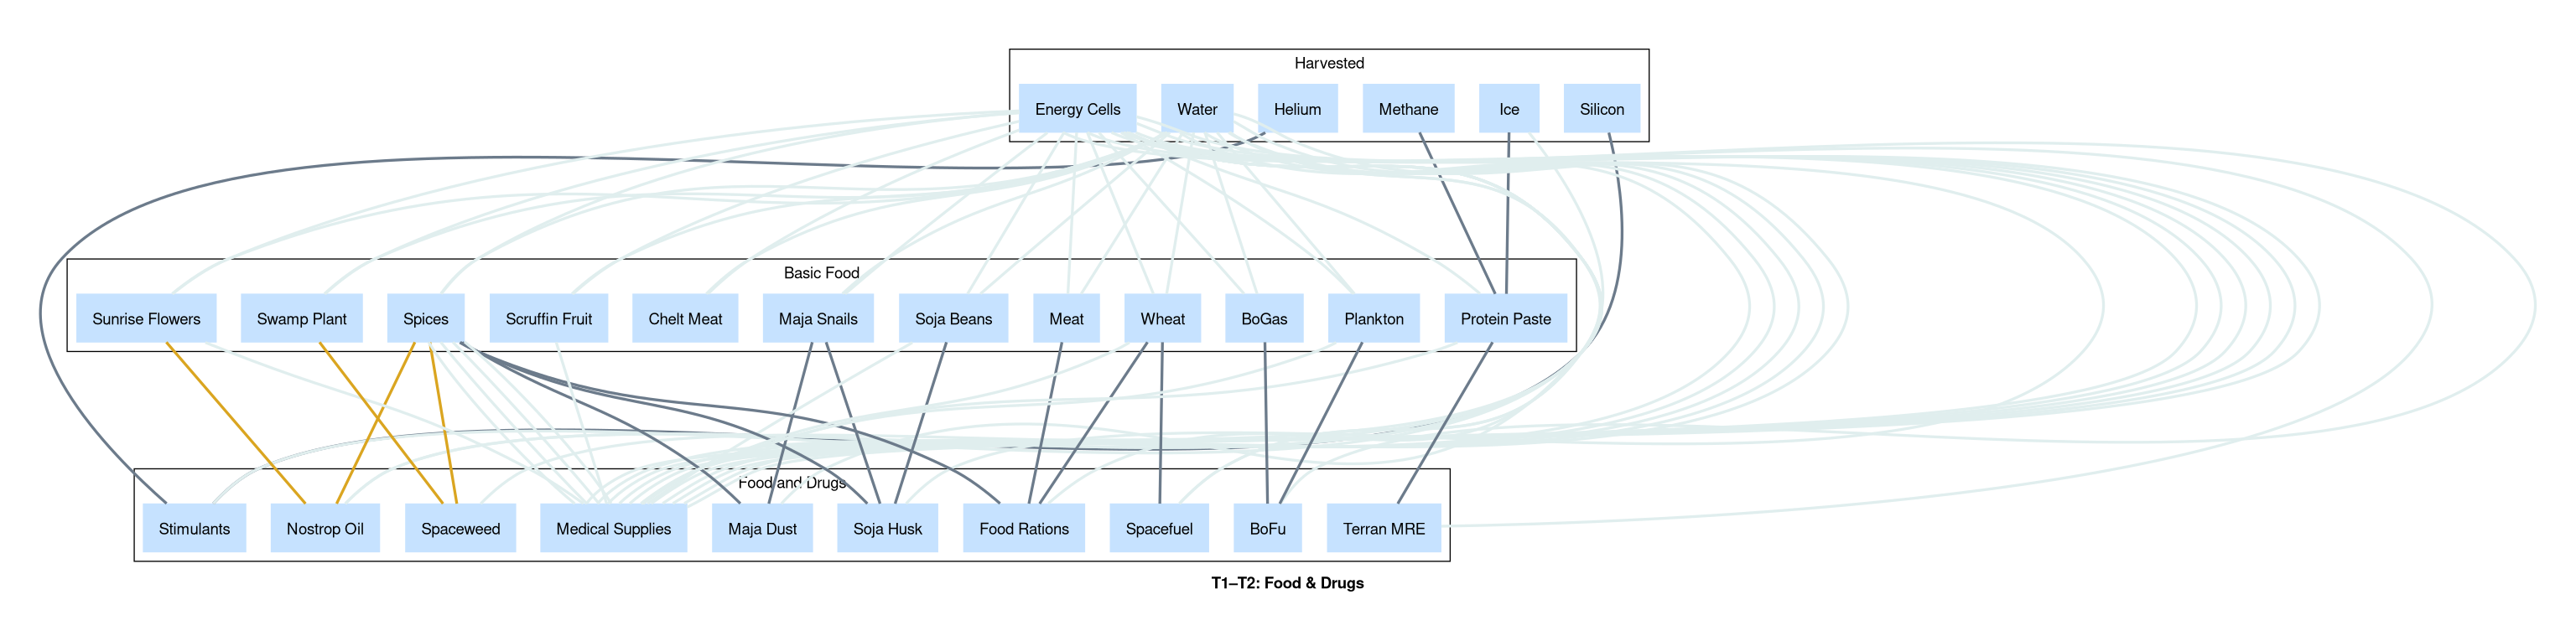 Harvested
Energy Cells
Water
Helium
Methane
Ice
Silicon
Basic Food
Sunrise Flowers
Swamp Plant
Spices
Scruffin Fruit
Chelt Meat
Maja Snails
Soja Beans
Meat
Wheat
BoGas
Plankton
Protein Paste
Food and Drugs
Stimulants
Nostrop Oil
Spaceweed
Medical Supplies
Maja Dust
Soja Husk
Food Rations
Spacefuel
BoFu
Terran MRE
T1–T2: Food & Drugs